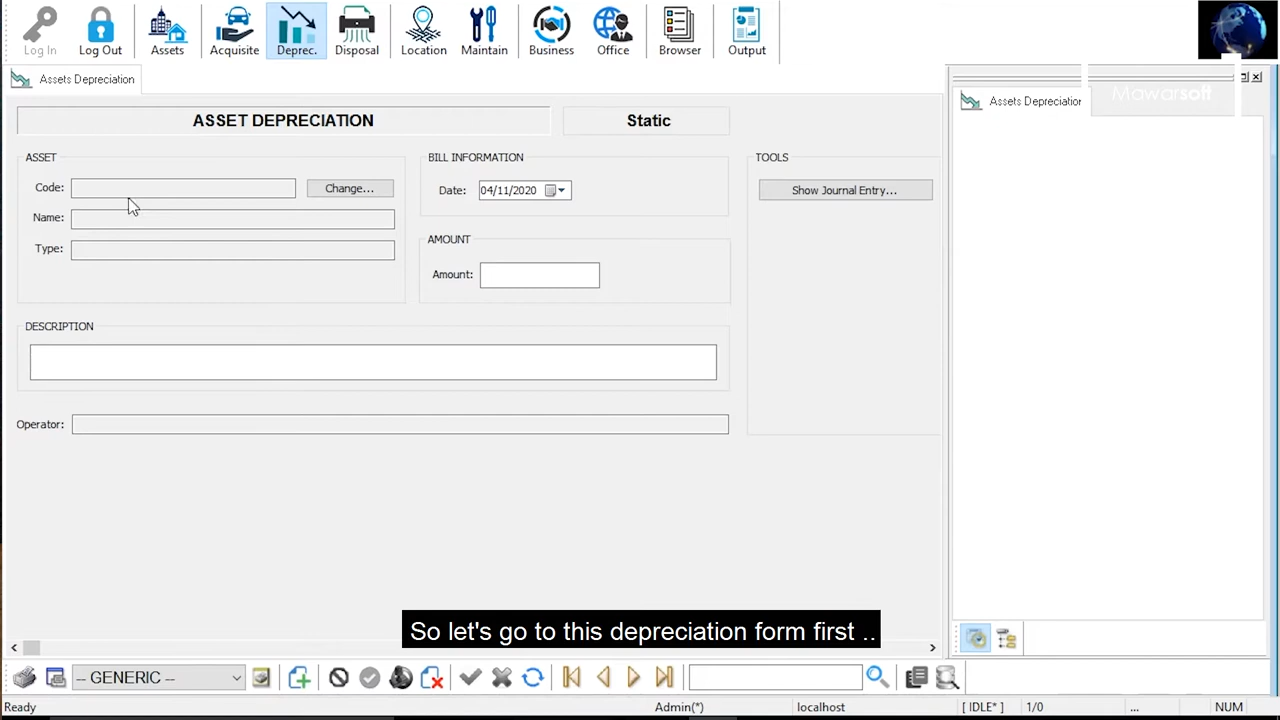 Log In Log Out Assets Acquisite Deprec. Disposal Location Maintain Business Office Browser Output
Assets Depreciation
Assets Depreciation
Mawarsoft
ASSET DEPRECIATION
Static
ASSET
BILL INFORMATION
TOOLS
Code:
Change...
Date: 04/11/2020
Show Journal Entry...
Name:
Type:
AMOUNT
Amount:
DESCRIPTION
Operator:
So let's go to this depreciation form first ..
-- GENERIC --
Ready
Admin(*)
localhost
[ IDLE* ]
1/0
...
NUM